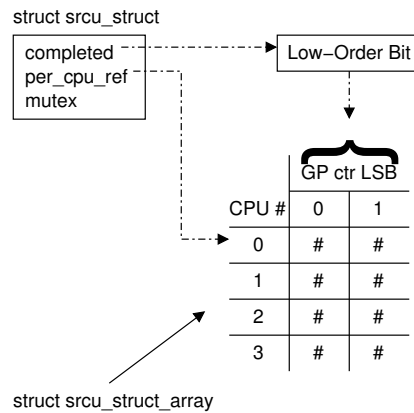 struct srcu_struct
completed
per_cpu_ref
mutex
Low−Order Bit
GP ctr LSB
CPU # 0 1
0 # #
1 # #
2 # #
3 # #
struct srcu_struct_array